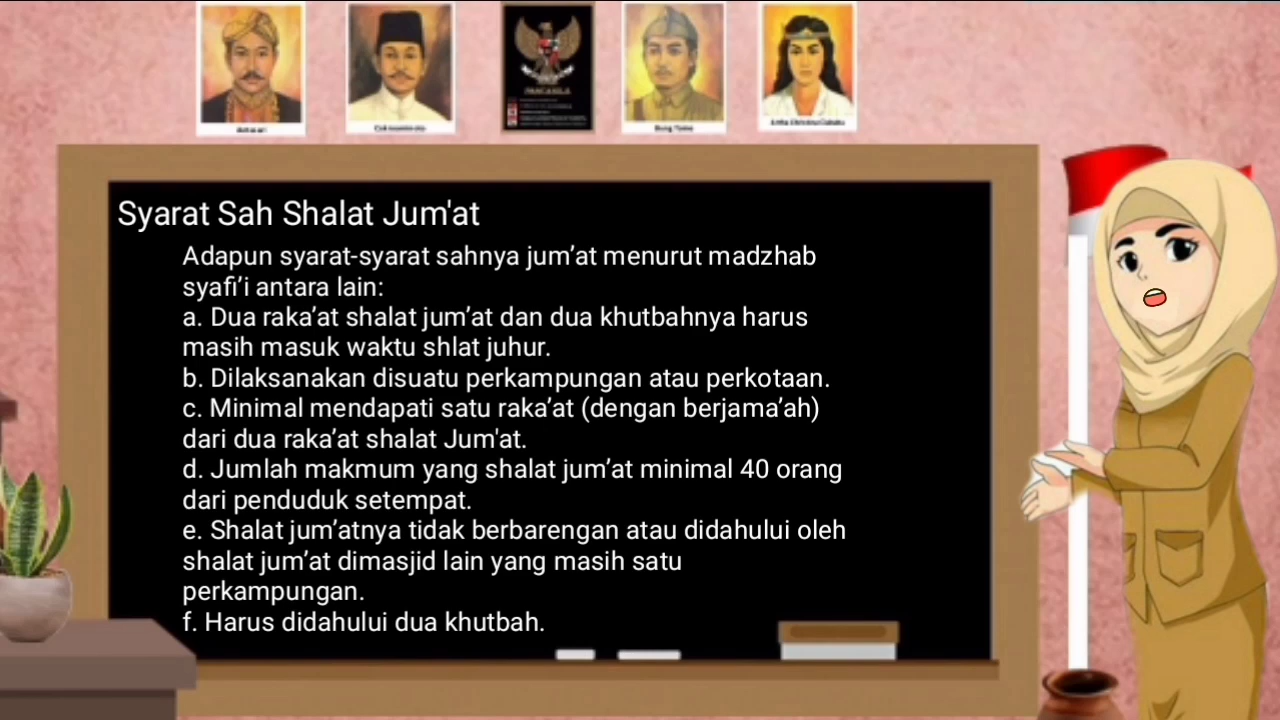 PANCASILA
Bung Tomo
Syarat Sah Shalat Jum'at
Adapun syarat-syarat sahnya jum’at menurut madzhab
syafi’i antara lain:
a. Dua raka’at shalat jum’at dan dua khutbahnya harus
masih masuk waktu shlat juhur.
b. Dilaksanakan disuatu perkampungan atau perkotaan.
c. Minimal mendapati satu raka’at (dengan berjama’ah)
dari dua raka’at shalat Jum'at.
d. Jumlah makmum yang shalat jum’at minimal 40 orang
dari penduduk setempat.
e. Shalat jum’atnya tidak berbarengan atau didahului oleh
shalat jum’at dimasjid lain yang masih satu
perkampungan.
f. Harus didahului dua khutbah.